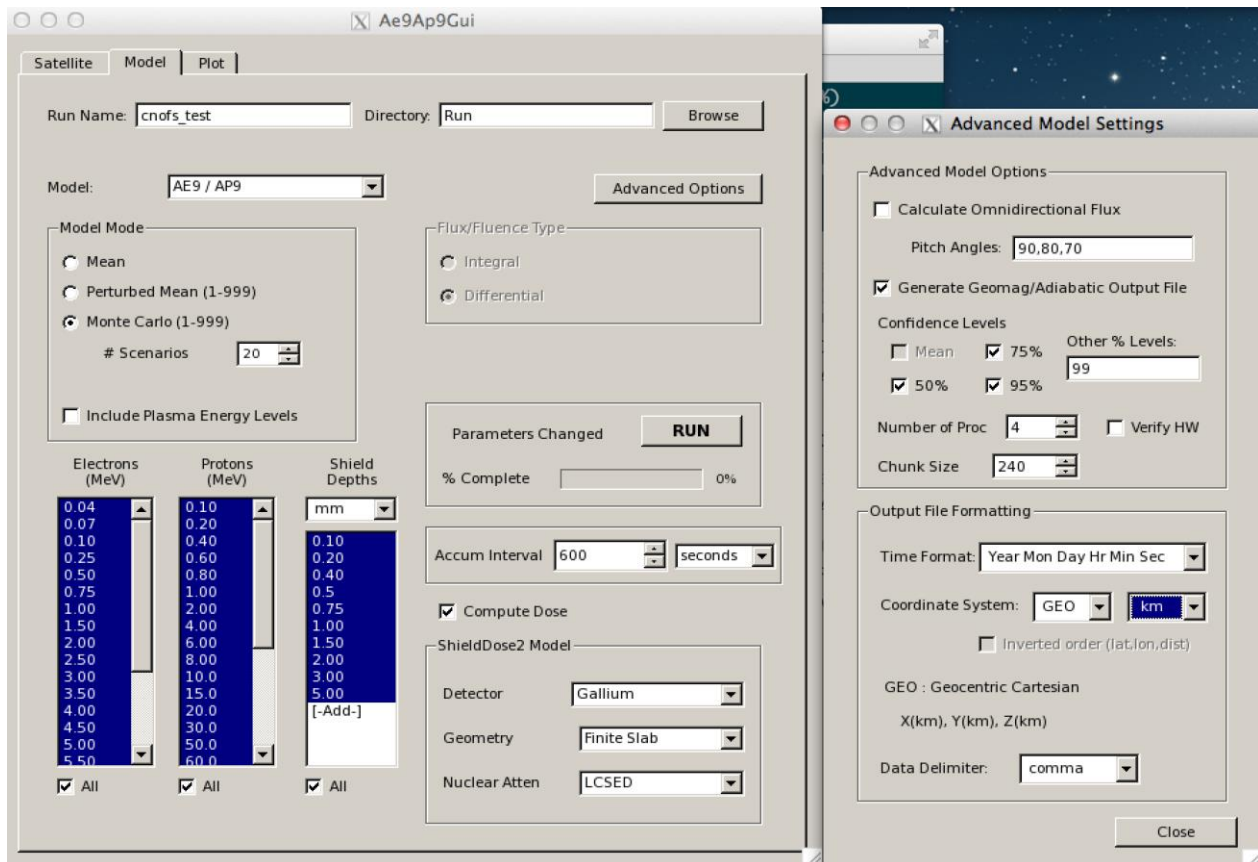 Ae9Ap9Gui
Satellite Model Plot
Run Name: cnofs_test Directory: Run Browse
Model: AE9 / AP9 Advanced Options
Model Mode
Mean
Perturbed Mean (1-999)
Monte Carlo (1-999)
# Scenarios 20
Include Plasma Energy Levels
Flux/Fluence Type
Integral
Differential
Parameters Changed RUN
% Complete 0%
Electrons
(MeV)
0.04
0.07
0.10
0.25
0.50
0.75
1.00
1.50
2.00
2.50
3.00
3.50
4.00
4.50
5.00
5.50
All
Protons
(MeV)
0.10
0.20
0.40
0.60
0.80
1.00
2.00
4.00
6.00
8.00
10.0
15.0
20.0
30.0
50.0
60.0
All
Shield
Depths
mm
0.10
0.20
0.40
0.5
0.75
1.00
1.50
2.00
3.00
5.00
[-Add-]
All
Accum Interval 600 seconds
Compute Dose
ShieldDose2 Model
Detector Gallium
Geometry Finite Slab
Nuclear Atten LCSED
%)
Advanced Model Settings
Advanced Model Options
Calculate Omnidirectional Flux
Pitch Angles: 90,80,70
Generate Geomag/Adiabatic Output File
Confidence Levels
Mean 75%
50% 95%
Other % Levels:
99
Number of Proc 4 Verify HW
Chunk Size 240
Output File Formatting
Time Format: Year Mon Day Hr Min Sec
Coordinate System: GEO km
Inverted order (lat,lon,dist)
GEO : Geocentric Cartesian
X(km), Y(km), Z(km)
Data Delimiter: comma
Close